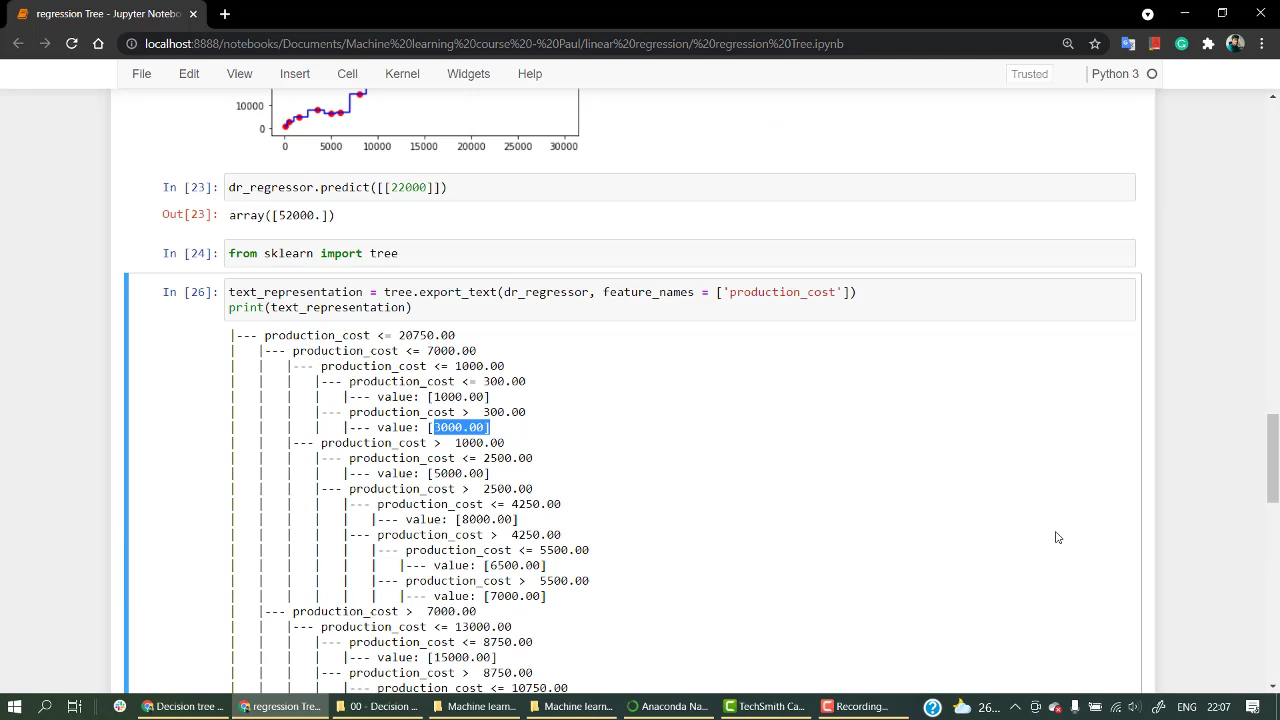 regression Tree - Jupyter Notebo
localhost:8888/notebooks/Documents/Machine%20learning%20course%20-%20Paul/linear%20regression/%20regression%20Tree.ipynb
File Edit View Insert Cell Kernel Widgets Help Trusted Python 3
10000
0
0 5000 10000 15000 20000 25000 30000
In [23]: dr_regressor.predict([[22000]])
Out[23]: array([52000.])
In [24]: from sklearn import tree
In [26]: text_representation = tree.export_text(dr_regressor, feature_names = ['production_cost'])
print(text_representation)
|--- production_cost <= 20750.00
|   |--- production_cost <= 7000.00
|   |   |--- production_cost <= 1000.00
|   |   |   |--- production_cost <= 300.00
|   |   |   |   |--- value: [1000.00]
|   |   |   |--- production_cost >  300.00
|   |   |   |   |--- value: [3000.00]
|   |   |--- production_cost >  1000.00
|   |   |   |--- production_cost <= 2500.00
|   |   |   |   |--- value: [5000.00]
|   |   |   |--- production_cost >  2500.00
|   |   |   |   |--- production_cost <= 4250.00
|   |   |   |   |   |--- value: [8000.00]
|   |   |   |   |--- production_cost >  4250.00
|   |   |   |   |   |--- production_cost <= 5500.00
|   |   |   |   |   |   |--- value: [6500.00]
|   |   |   |   |   |--- production_cost >  5500.00
|   |   |   |   |   |   |--- value: [7000.00]
|   |--- production_cost >  7000.00
|   |   |--- production_cost <= 13000.00
|   |   |   |--- production_cost <= 8750.00
|   |   |   |   |--- value: [15000.00]
|   |   |   |--- production_cost >  8750.00
|   |   |   |   |--- production_cost <= 10750.00
Decision tree ... regression Tre... 00 - Decision ... Machine learn... Machine learn... Anaconda Na... TechSmith Ca... Recording... 26... ENG 22:07